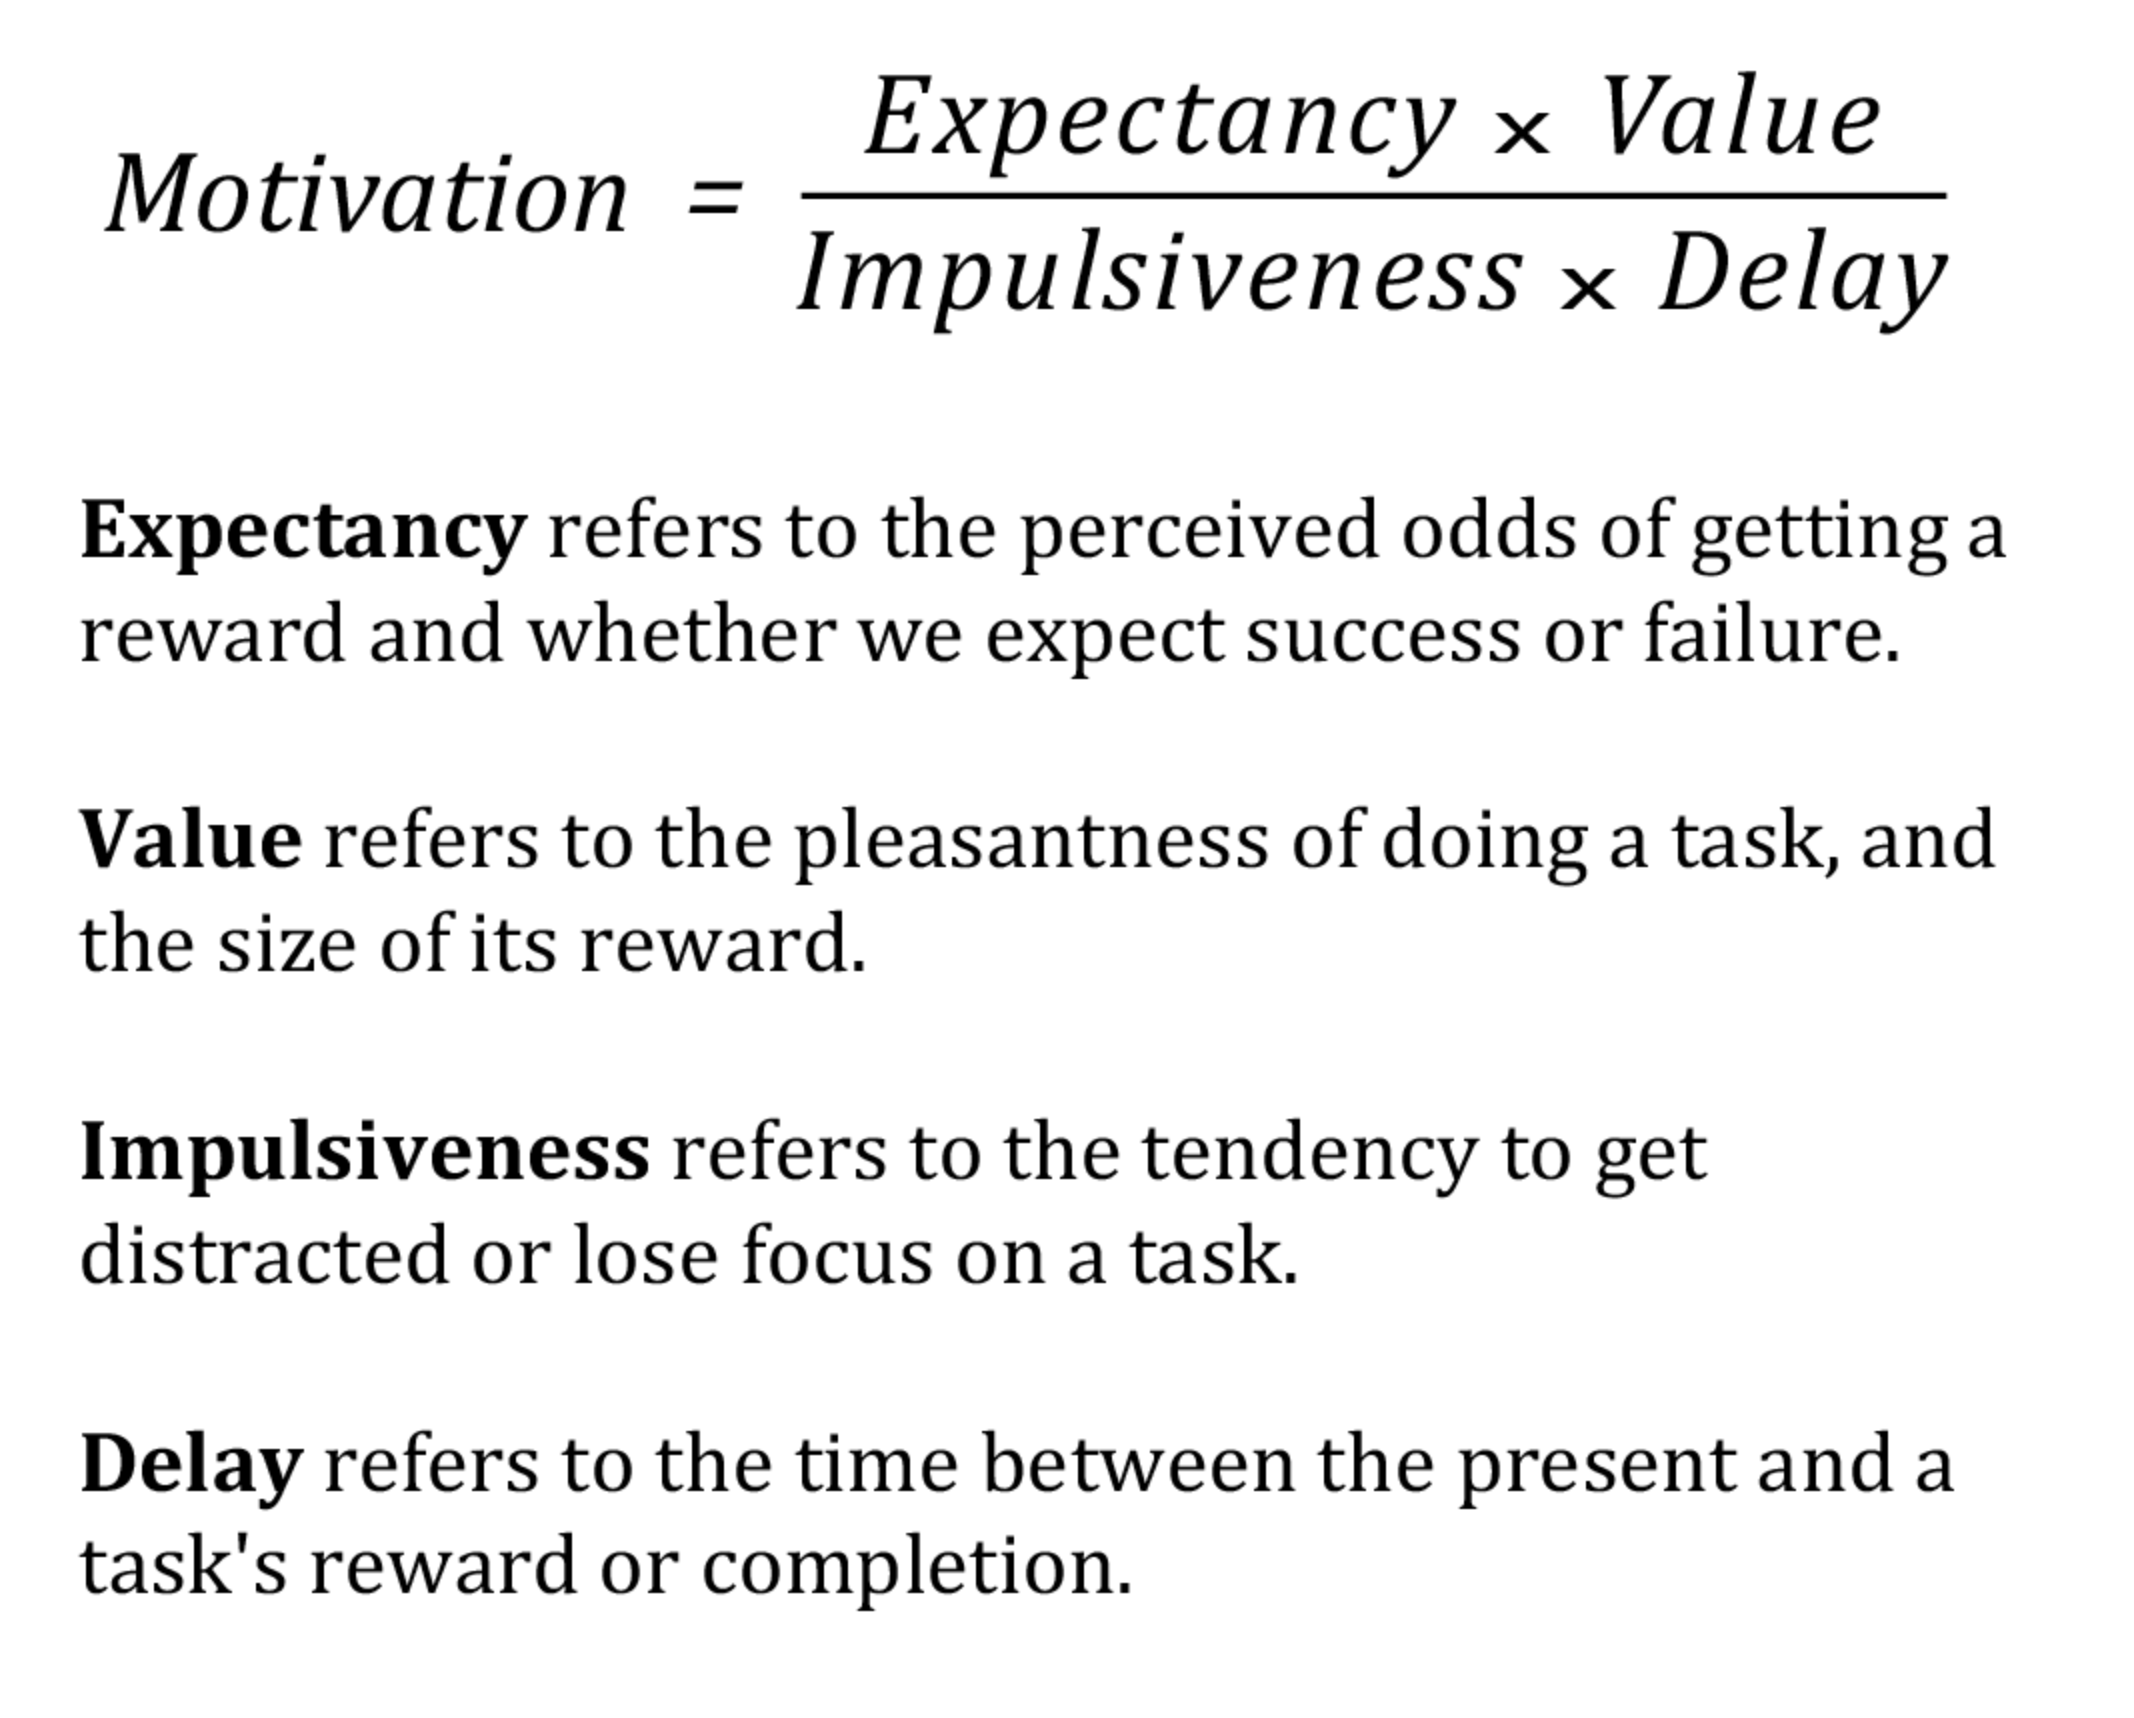 Motivation = Expectancy × Value
Impulsiveness × Delay
Expectancy refers to the perceived odds of getting a
reward and whether we expect success or failure.
Value refers to the pleasantness of doing a task, and
the size of its reward.
Impulsiveness refers to the tendency to get
distracted or lose focus on a task.
Delay refers to the time between the present and a
task's reward or completion.